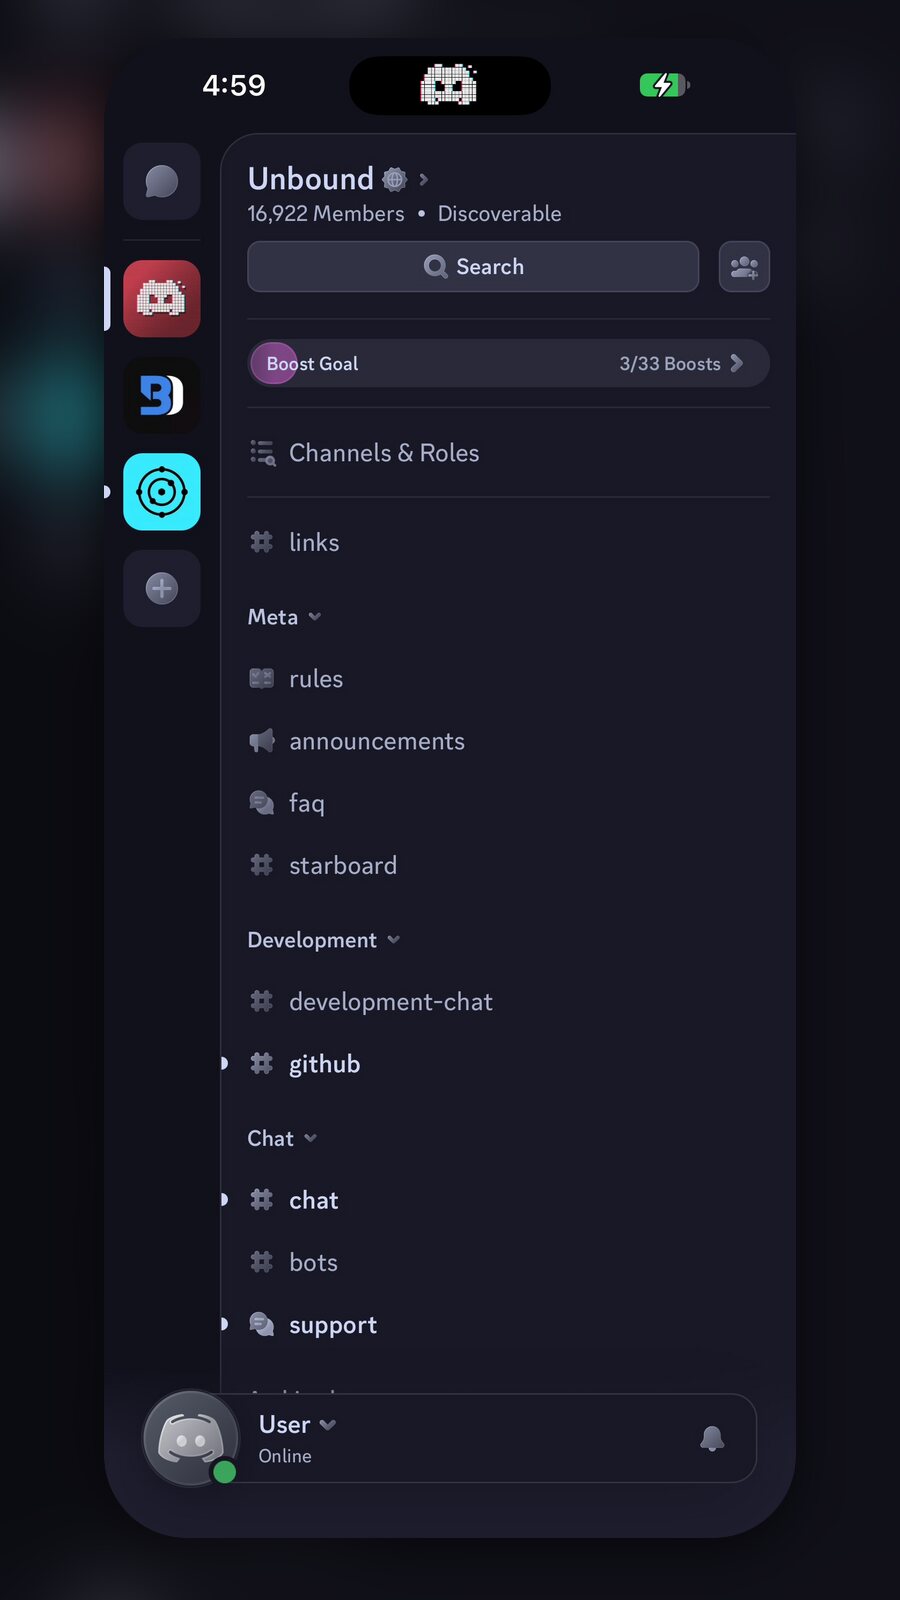 4:59
Unbound
16,922 Members • Discoverable
Search
Boost Goal
3/33 Boosts
Channels & Roles
links
Meta
rules
announcements
faq
starboard
Development
development-chat
github
Chat
chat
bots
support
User
Online